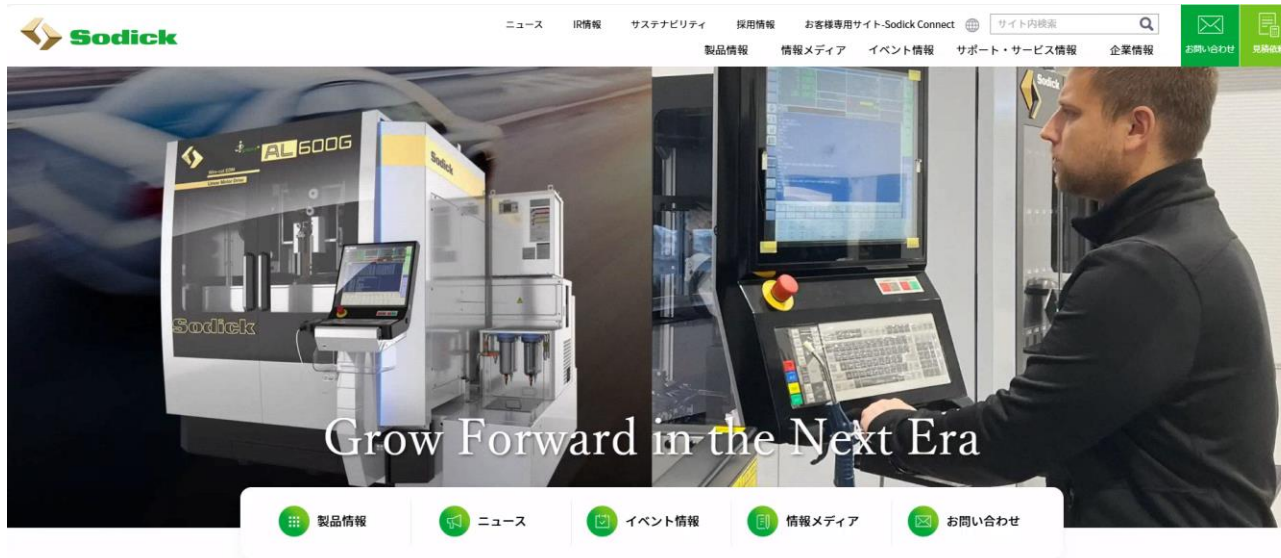 Sodick
ニュース IR情報 サステナビリティ 採用情報 お客様専用サイト-Sodick Connect サイト内検索
製品情報 情報メディア イベント情報 サポート・サービス情報 企業情報
お問い合わせ
AL600G
Linear Motor Drive
Sodick
Sodick
Sodick
Grow Forward in the Next Era
製品情報 ニュース イベント情報 情報メディア お問い合わせ